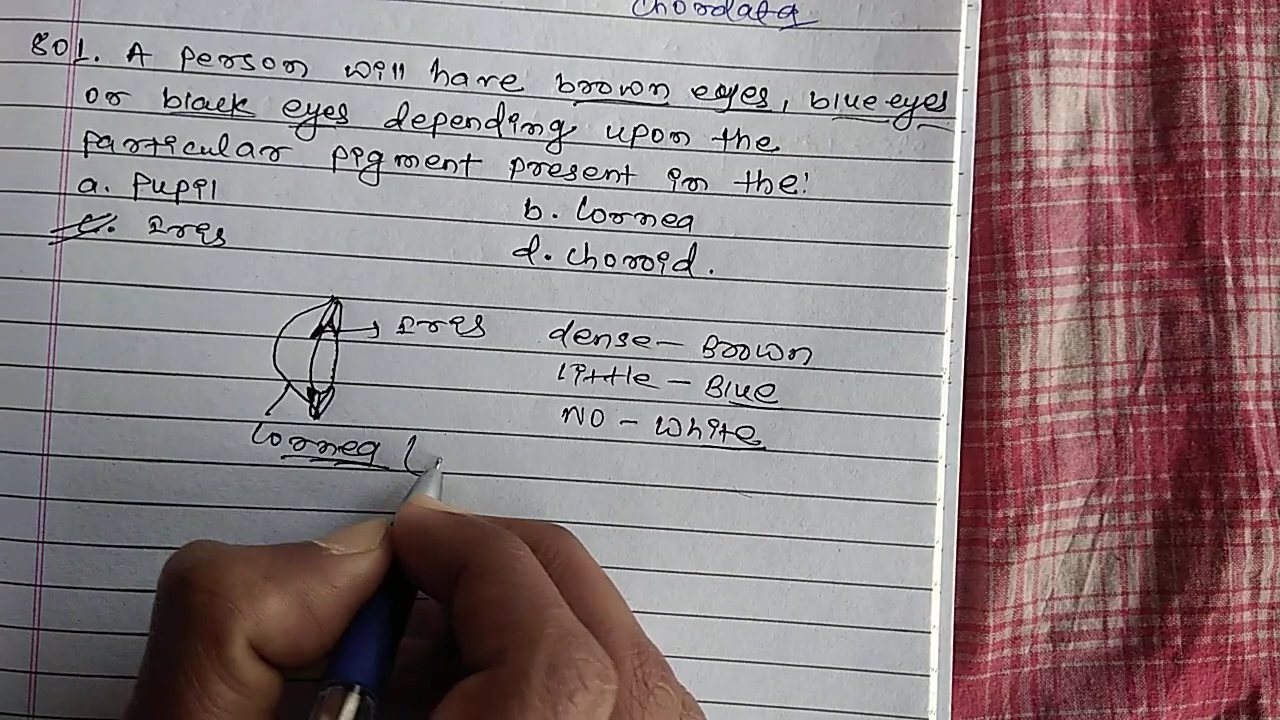 Chordata
801. A person will have brown eyes, blue eyes
or black eyes depending upon the
particular pigment present in the:
a. Pupil
b. Cornea
c. Iris
d. Choroid.
Iris
dense - Brown
Little - Blue
NO - White
Cornea (